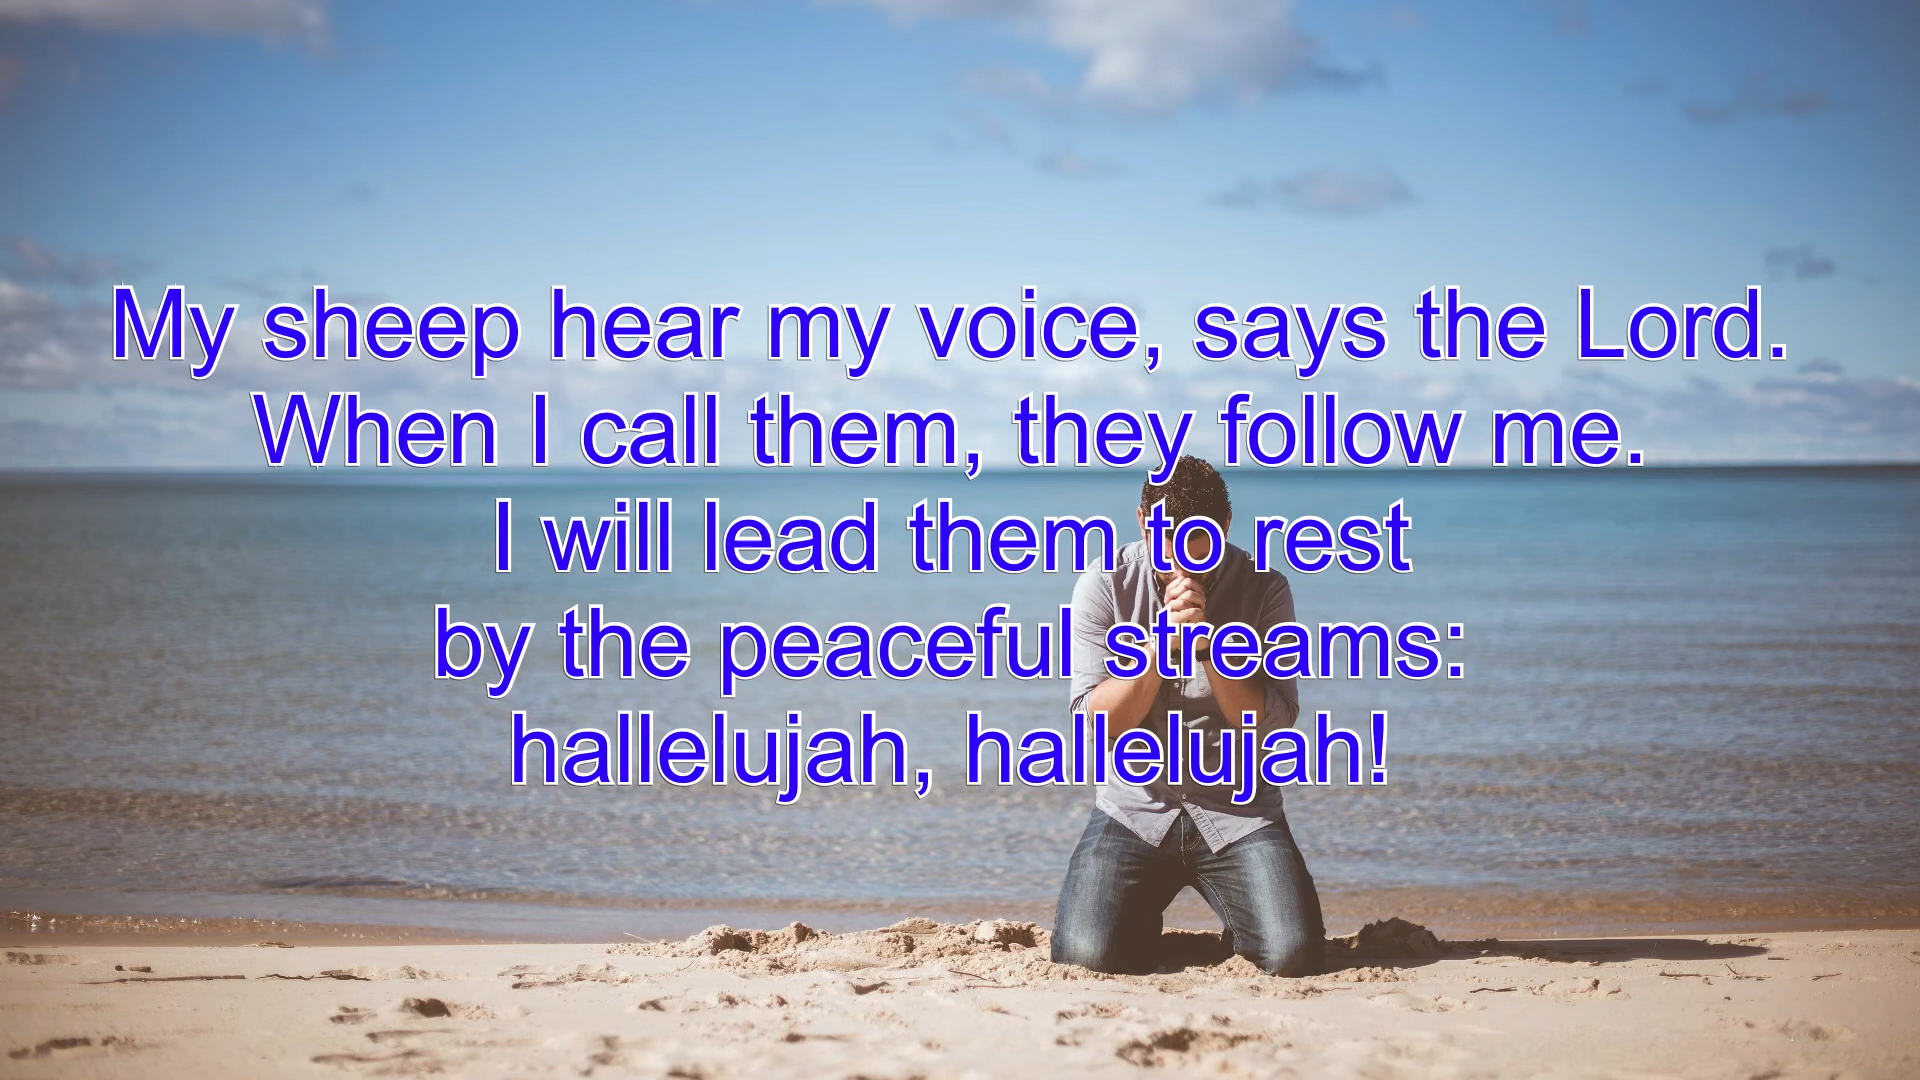 My sheep hear my voice, says the Lord.
When I call them, they follow me.
I will lead them to rest
by the peaceful streams:
hallelujah, hallelujah!